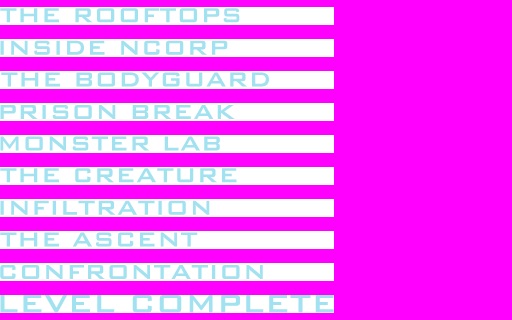 THE ROOFTOPS
INSIDE NCORP
THE BODYGUARD
PRISON BREAK
MONSTER LAB
THE CREATURE
INFILTRATION
THE ASCENT
CONFRONTATION
LEVEL COMPLETE